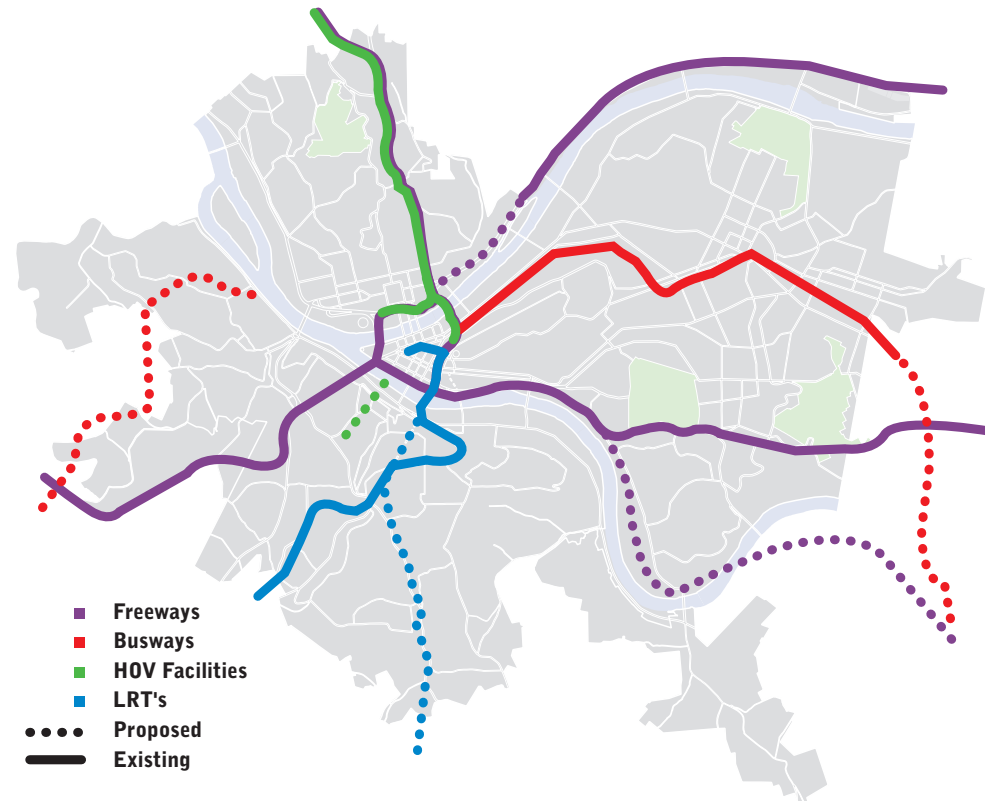 Freeways
Busways
HOV Facilities
LRT's
Proposed
Existing